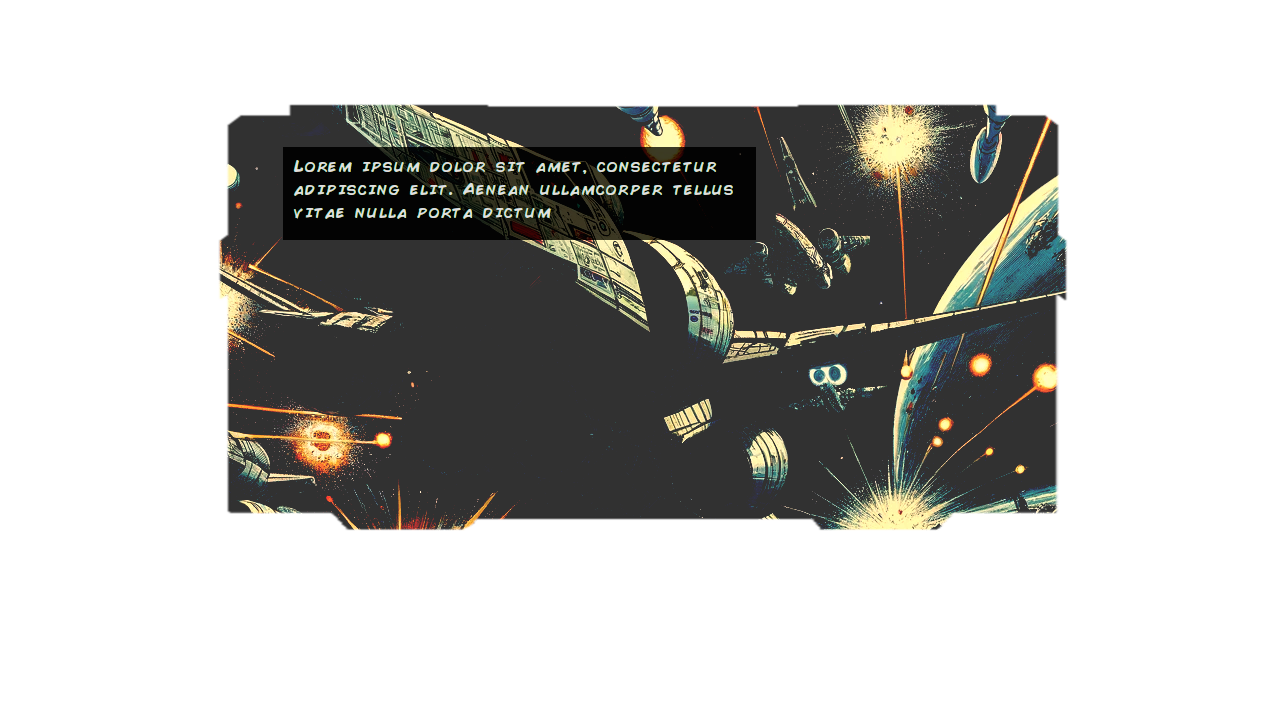 Lorem ipsum dolor sit amet, consectetur
adipiscing elit. Aenean ullamcorper tellus
vitae nulla porta dictum